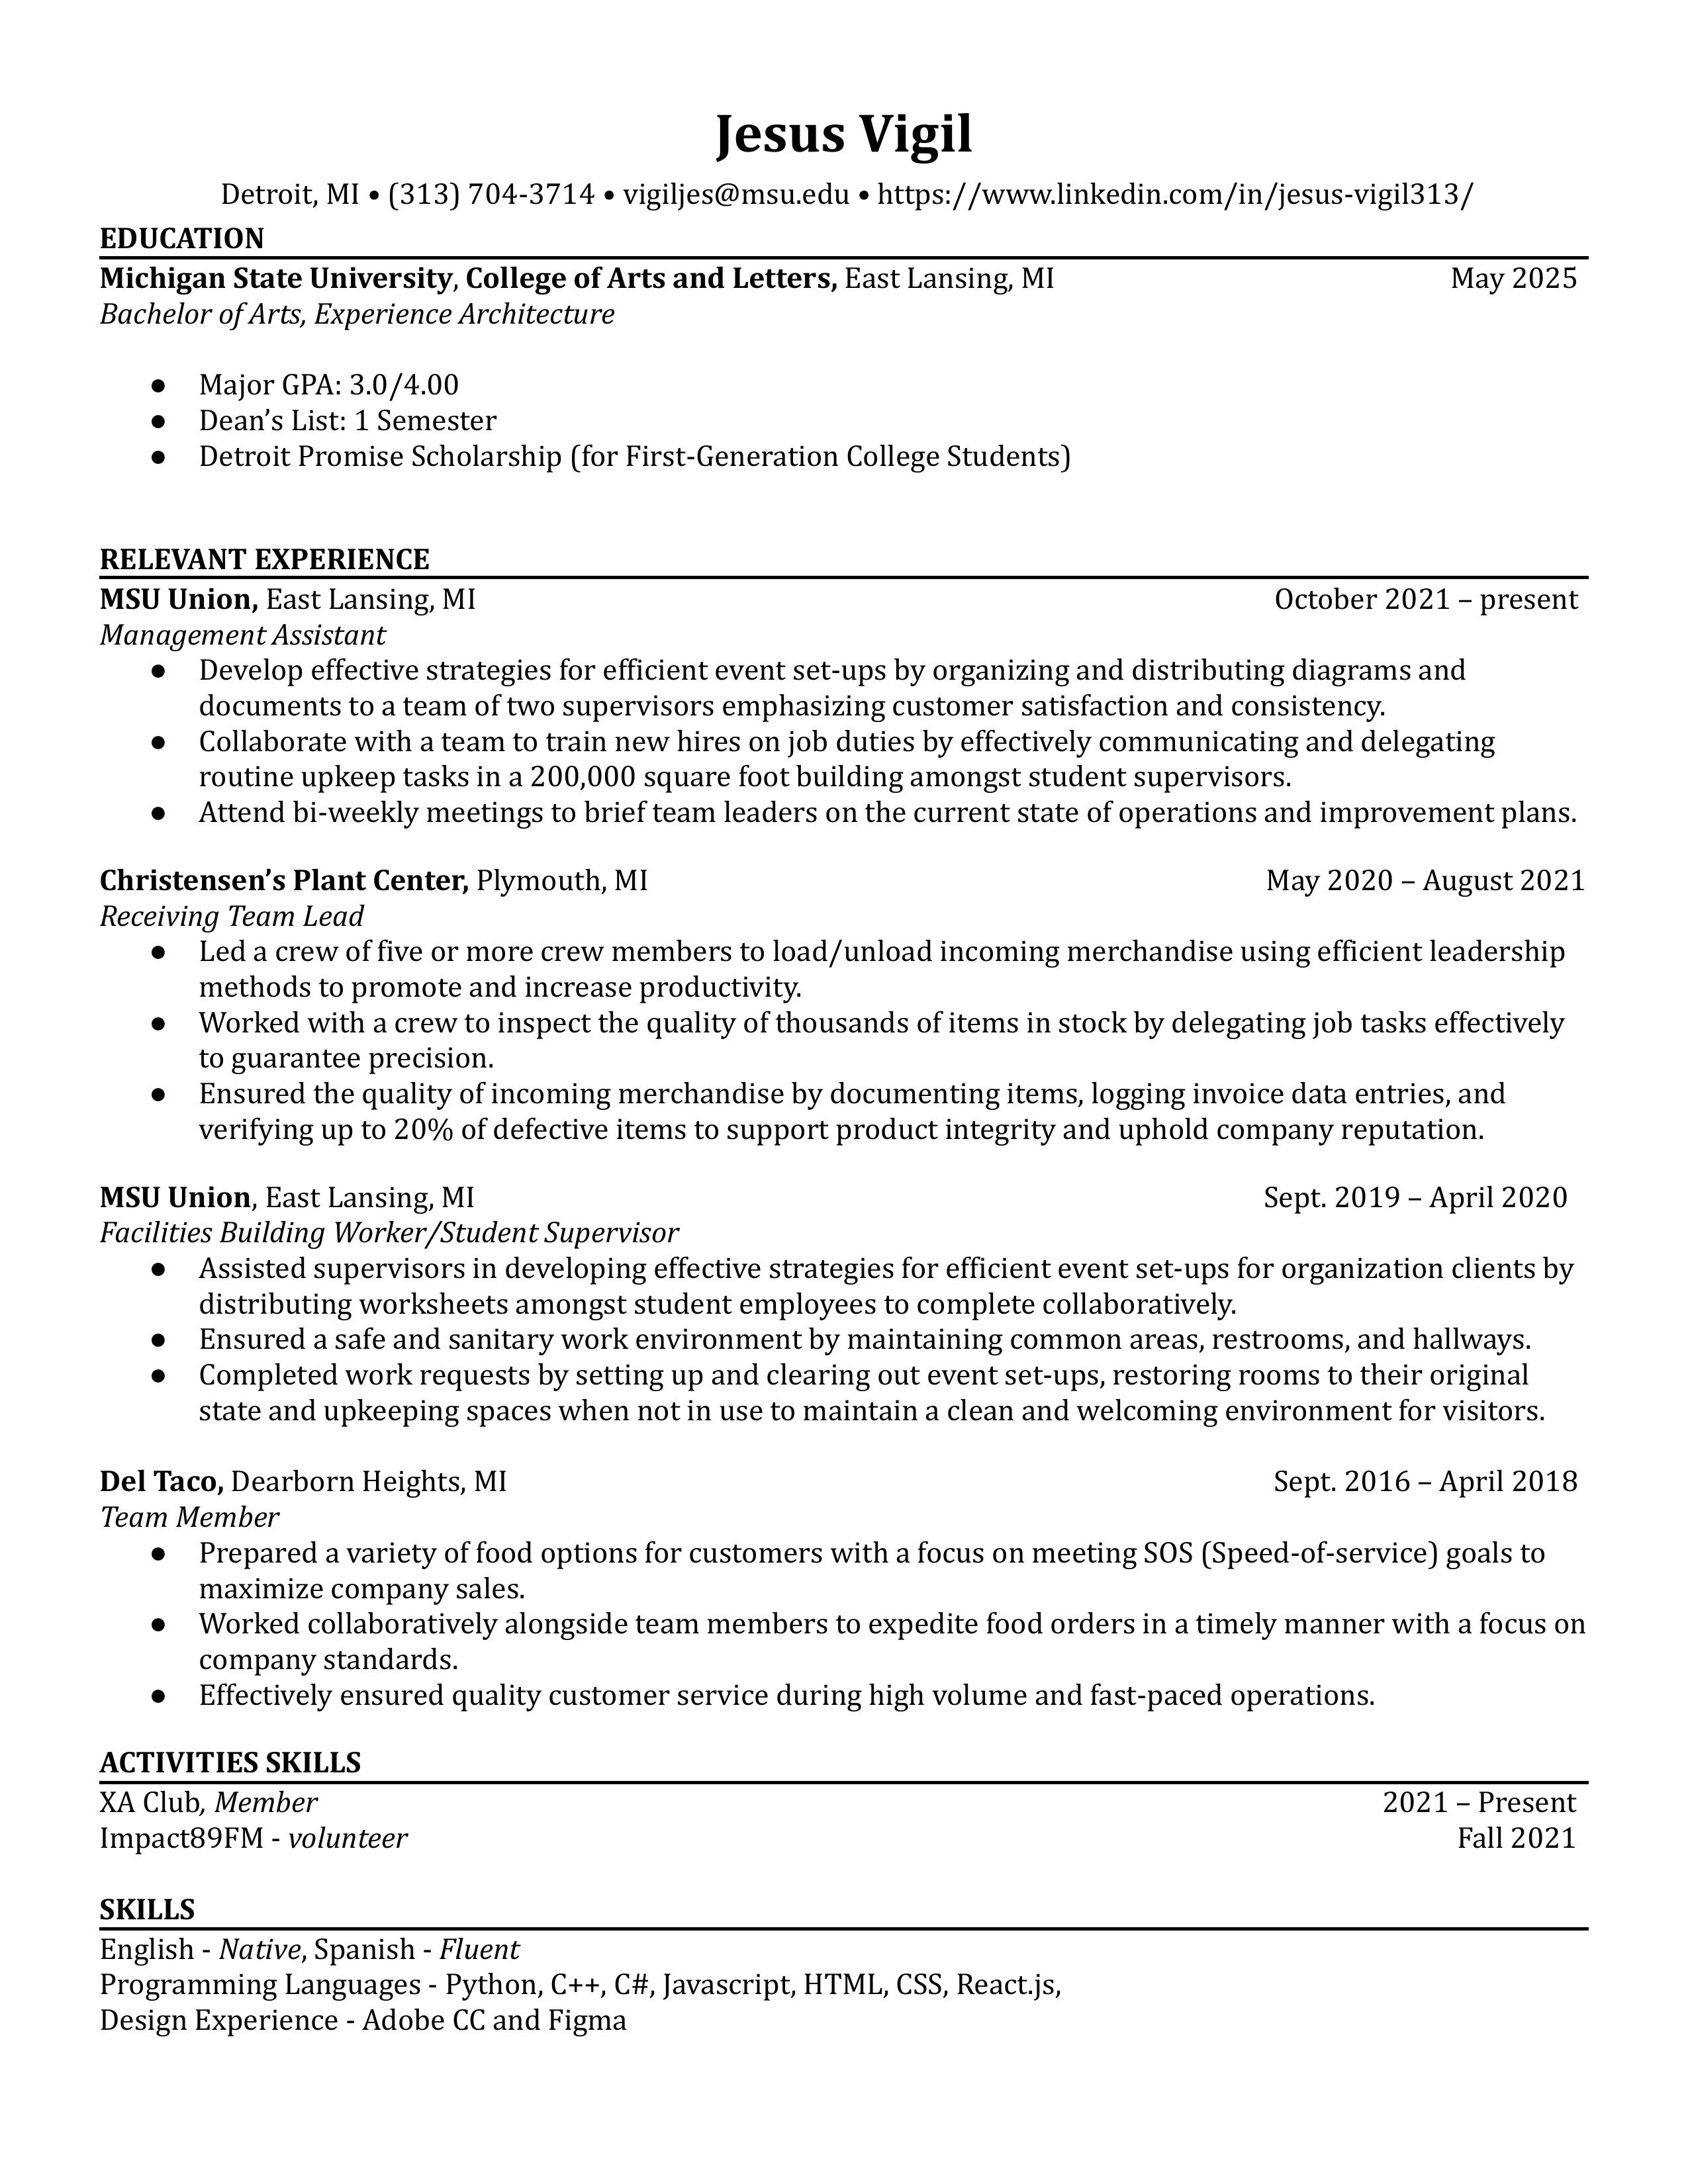 Jesus Vigil
Detroit, MI • (313) 704-3714 • vigiljes@msu.edu • https://www.linkedin.com/in/jesus-vigil313/
EDUCATION
Michigan State University, College of Arts and Letters, East Lansing, MI May 2025
Bachelor of Arts, Experience Architecture
● Major GPA: 3.0/4.00
● Dean’s List: 1 Semester
● Detroit Promise Scholarship (for First-Generation College Students)
RELEVANT EXPERIENCE
MSU Union, East Lansing, MI October 2021 – present
Management Assistant
● Develop effective strategies for efficient event set-ups by organizing and distributing diagrams and
documents to a team of two supervisors emphasizing customer satisfaction and consistency.
● Collaborate with a team to train new hires on job duties by effectively communicating and delegating
routine upkeep tasks in a 200,000 square foot building amongst student supervisors.
● Attend bi-weekly meetings to brief team leaders on the current state of operations and improvement plans.
Christensen’s Plant Center, Plymouth, MI May 2020 – August 2021
Receiving Team Lead
● Led a crew of five or more crew members to load/unload incoming merchandise using efficient leadership
methods to promote and increase productivity.
● Worked with a crew to inspect the quality of thousands of items in stock by delegating job tasks effectively
to guarantee precision.
● Ensured the quality of incoming merchandise by documenting items, logging invoice data entries, and
verifying up to 20% of defective items to support product integrity and uphold company reputation.
MSU Union, East Lansing, MI Sept. 2019 – April 2020
Facilities Building Worker/Student Supervisor
● Assisted supervisors in developing effective strategies for efficient event set-ups for organization clients by
distributing worksheets amongst student employees to complete collaboratively.
● Ensured a safe and sanitary work environment by maintaining common areas, restrooms, and hallways.
● Completed work requests by setting up and clearing out event set-ups, restoring rooms to their original
state and upkeeping spaces when not in use to maintain a clean and welcoming environment for visitors.
Del Taco, Dearborn Heights, MI Sept. 2016 – April 2018
Team Member
● Prepared a variety of food options for customers with a focus on meeting SOS (Speed-of-service) goals to
maximize company sales.
● Worked collaboratively alongside team members to expedite food orders in a timely manner with a focus on
company standards.
● Effectively ensured quality customer service during high volume and fast-paced operations.
ACTIVITIES SKILLS
XA Club, Member 2021 – Present
Impact89FM - volunteer Fall 2021
SKILLS
English - Native, Spanish - Fluent
Programming Languages - Python, C++, C#, Javascript, HTML, CSS, React.js,
Design Experience - Adobe CC and Figma